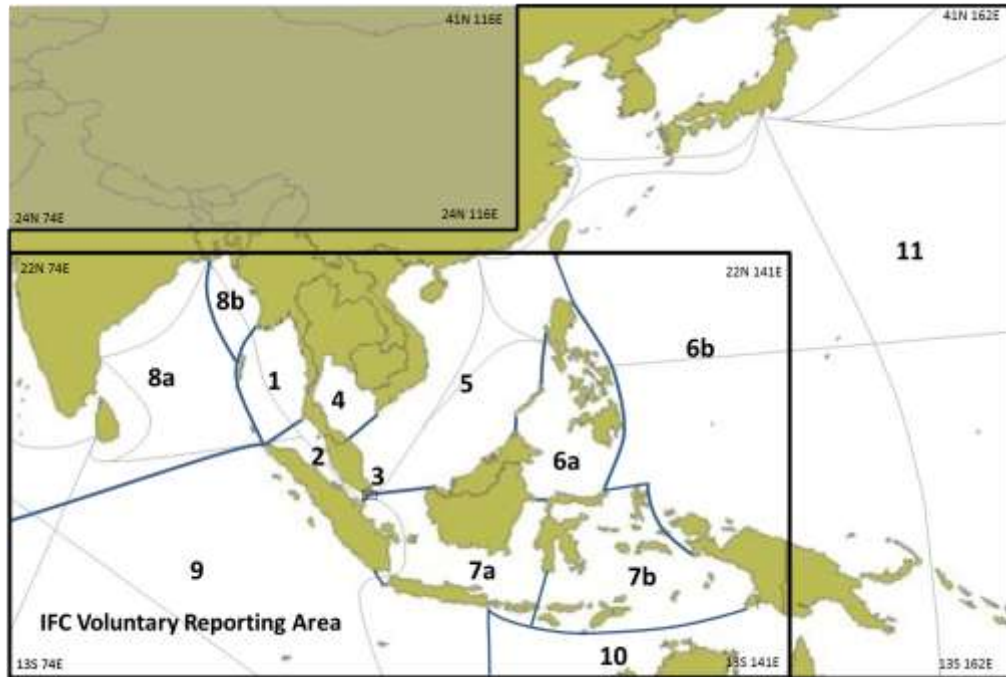 41N 116E
41N 162E
24N 74E
24N 116E
22N 74E
22N 141E
11
8b
6b
8a
1
4
5
2
3
6a
9
7a
7b
IFC Voluntary Reporting Area
10
13S 74E
13S 141E
13S 162E